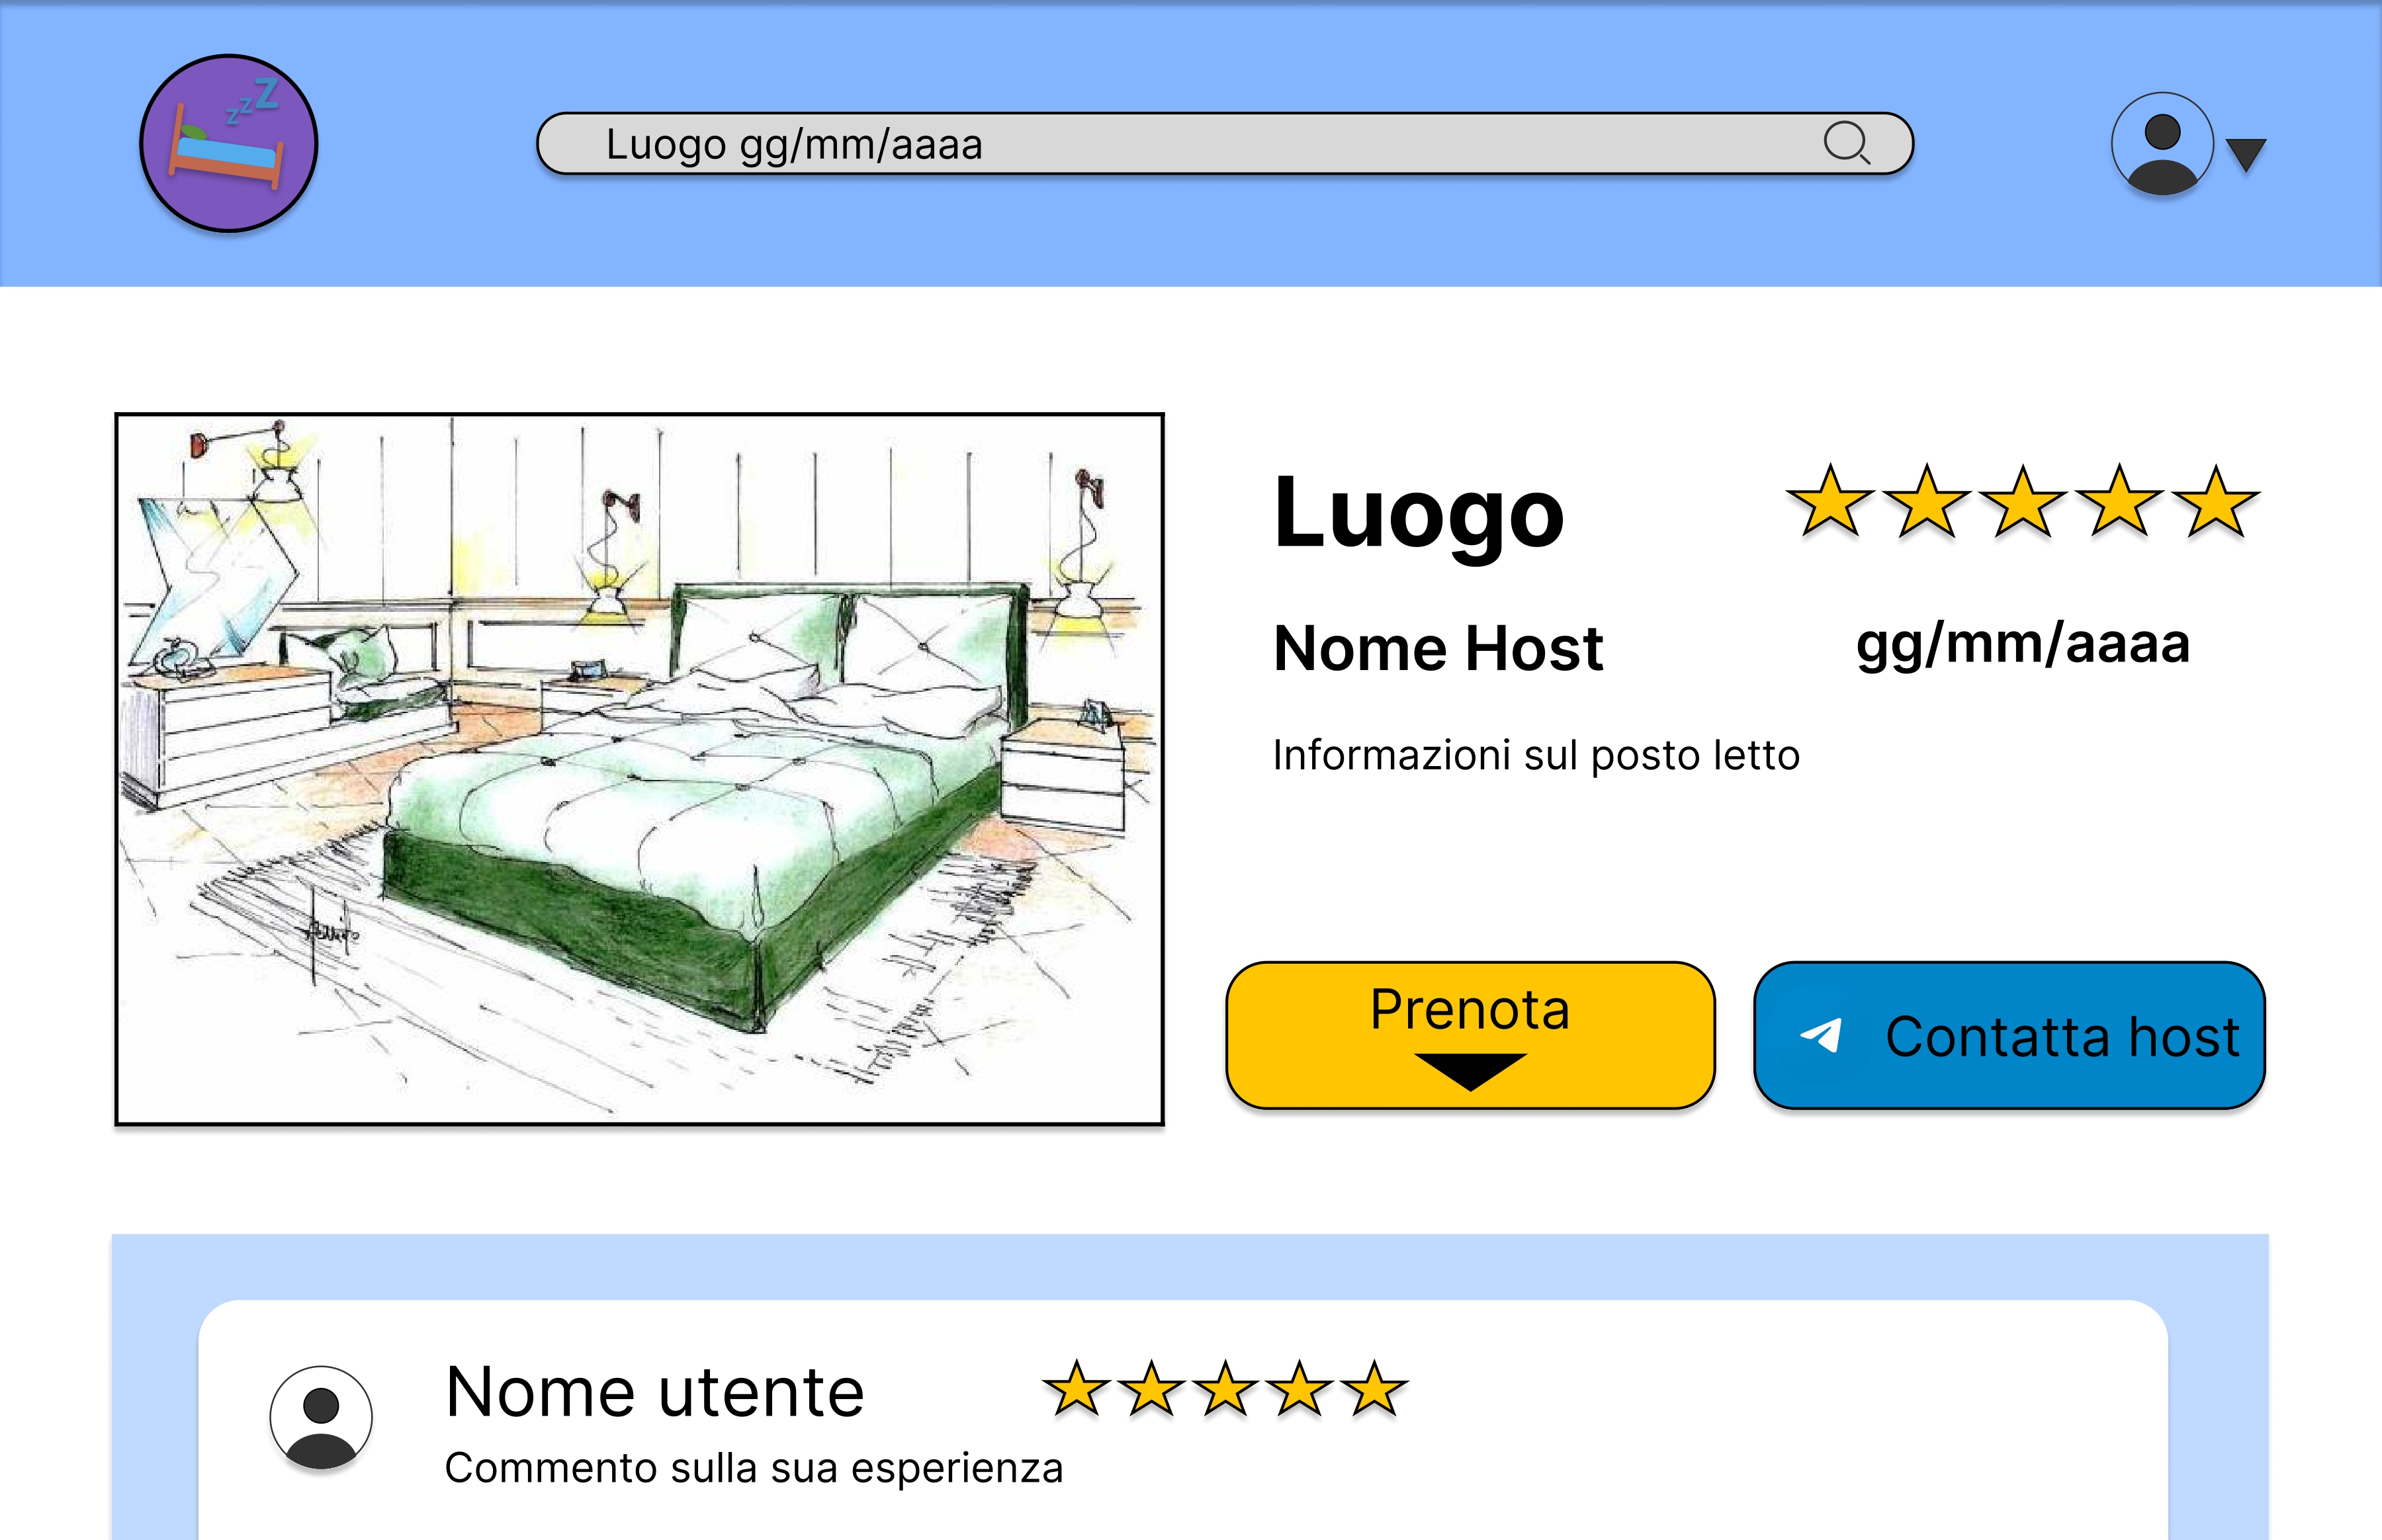 zzZ
Luogo gg/mm/aaaa
Luogo
Nome Host
gg/mm/aaaa
Informazioni sul posto letto
Prenota
Contatta host
Nome utente
Commento sulla sua esperienza